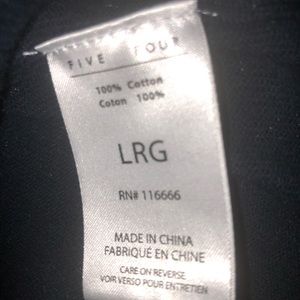 FIVE FOUR
100% Cotton
Coton 100%
LRG
RN# 116666
MADE IN CHINA
FABRIQUÉ EN CHINE
CARE ON REVERSE
VOIR VERSO POUR ENTRETIEN